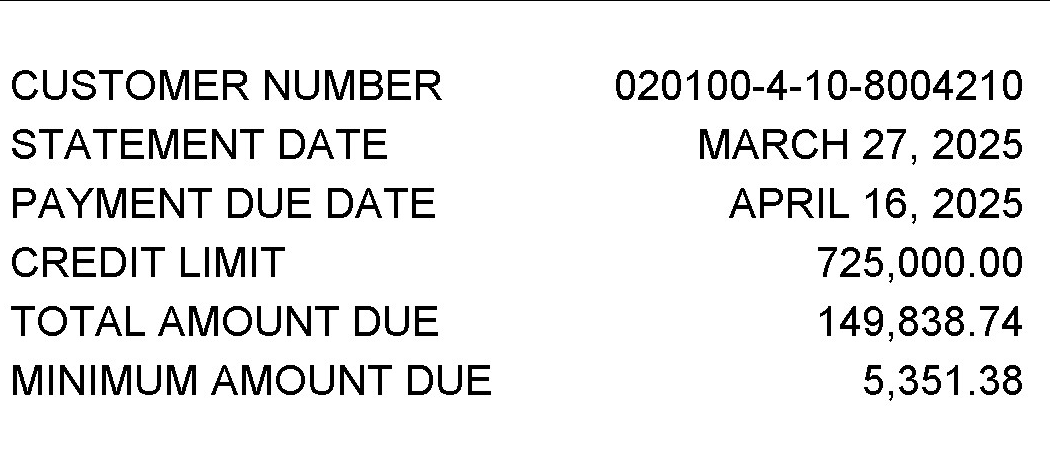 CUSTOMER NUMBER 020100-4-10-8004210
STATEMENT DATE MARCH 27, 2025
PAYMENT DUE DATE APRIL 16, 2025
CREDIT LIMIT 725,000.00
TOTAL AMOUNT DUE 149,838.74
MINIMUM AMOUNT DUE 5,351.38